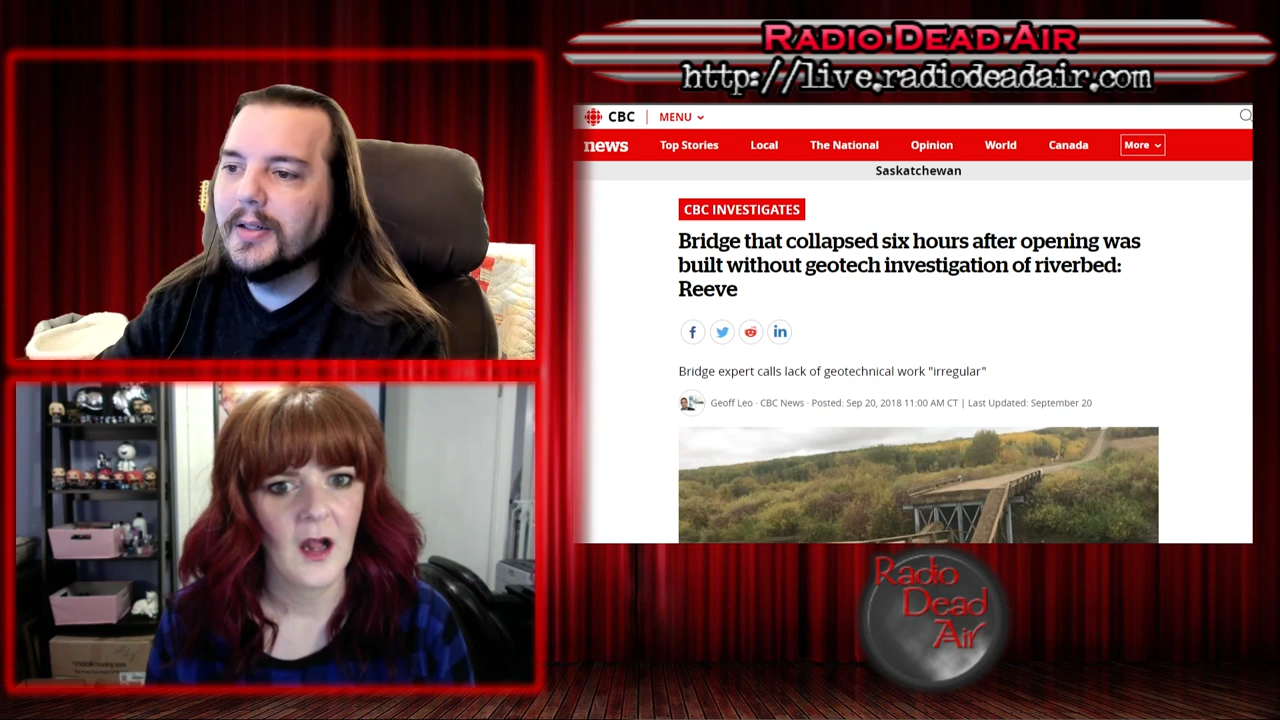 RADIO DEAD AIR
http://live.radiodeadair.com
CBC MENU
news Top Stories Local The National Opinion World Canada More
Saskatchewan
CBC INVESTIGATES
Bridge that collapsed six hours after opening was
built without geotech investigation of riverbed:
Reeve
Bridge expert calls lack of geotechnical work "irregular"
Geoff Leo · CBC News · Posted: Sep 20, 2018 11:00 AM CT | Last Updated: September 20
Radio
Dead
Air